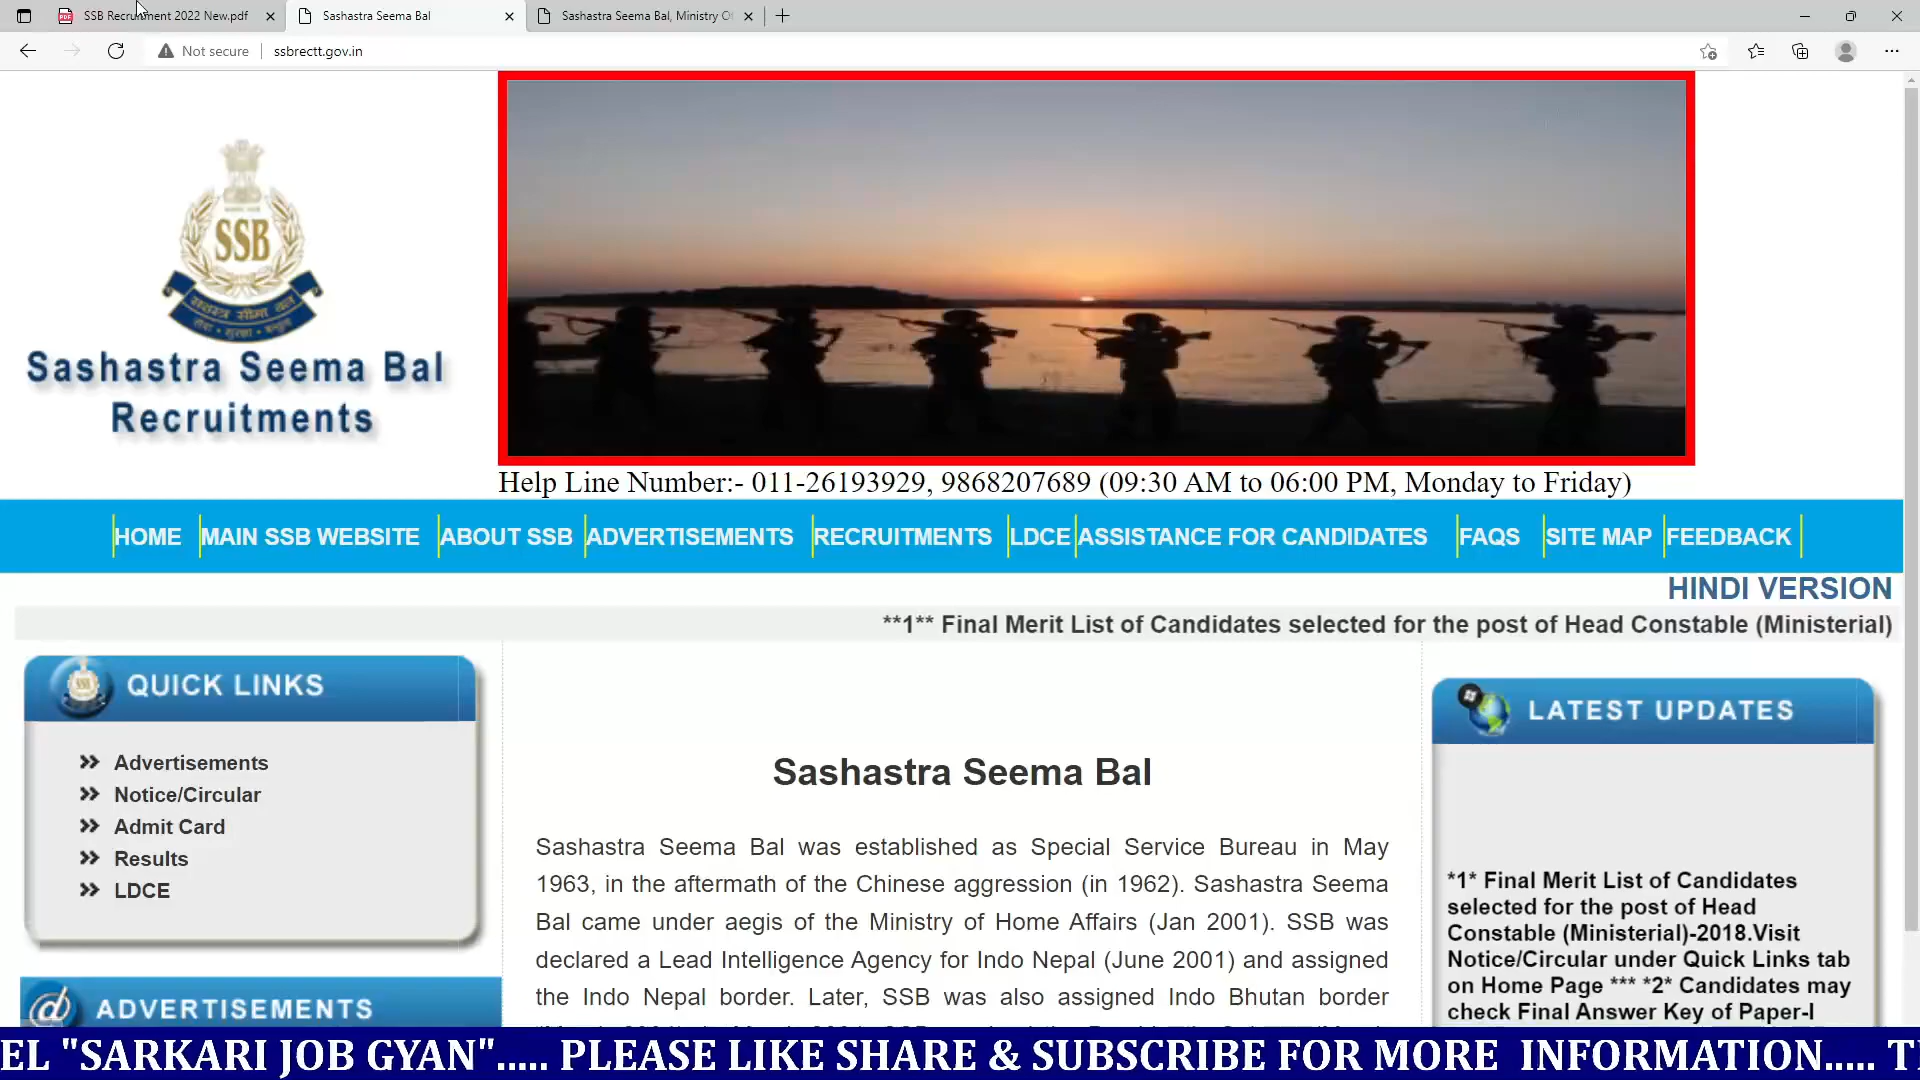 SSB Recruitment 2022 New.pdf
Sashastra Seema Bal
Sashastra Seema Bal, Ministry O
Not secure
ssbrectt.gov.in
SSB
Sashastra Seema Bal
Recruitments
Help Line Number:- 011-26193929, 9868207689 (09:30 AM to 06:00 PM, Monday to Friday)
HOME MAIN SSB WEBSITE ABOUT SSB ADVERTISEMENTS RECRUITMENTS LDCE ASSISTANCE FOR CANDIDATES FAQS SITE MAP FEEDBACK
HINDI VERSION
**1** Final Merit List of Candidates selected for the post of Head Constable (Ministerial)
QUICK LINKS
Advertisements
Notice/Circular
Admit Card
Results
LDCE
ADVERTISEMENTS
Sashastra Seema Bal
Sashastra Seema Bal was established as Special Service Bureau in May
1963, in the aftermath of the Chinese aggression (in 1962). Sashastra Seema
Bal came under aegis of the Ministry of Home Affairs (Jan 2001). SSB was
declared a Lead Intelligence Agency for Indo Nepal (June 2001) and assigned
the Indo Nepal border. Later, SSB was also assigned Indo Bhutan border
LATEST UPDATES
*1* Final Merit List of Candidates
selected for the post of Head
Constable (Ministerial)-2018.Visit
Notice/Circular under Quick Links tab
on Home Page *** *2* Candidates may
check Final Answer Key of Paper-I
EL "SARKARI JOB GYAN"..... PLEASE LIKE SHARE & SUBSCRIBE FOR MORE INFORMATION.....